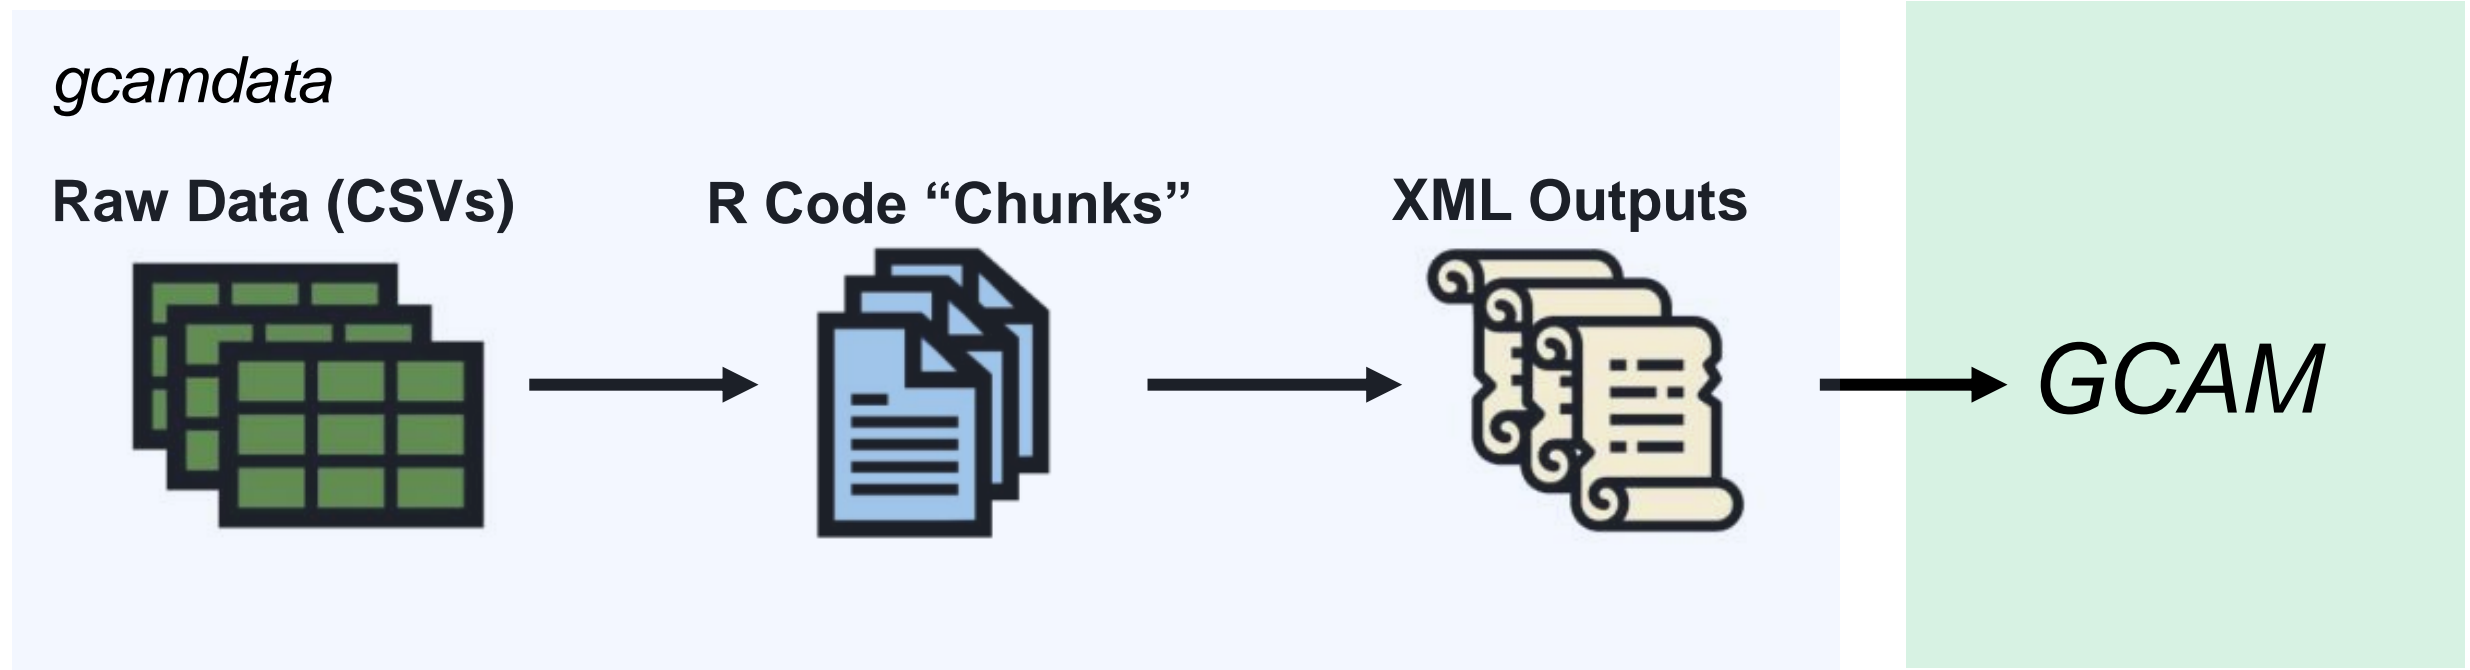 gcamdata
Raw Data (CSVs)
R Code “Chunks”
XML Outputs
GCAM